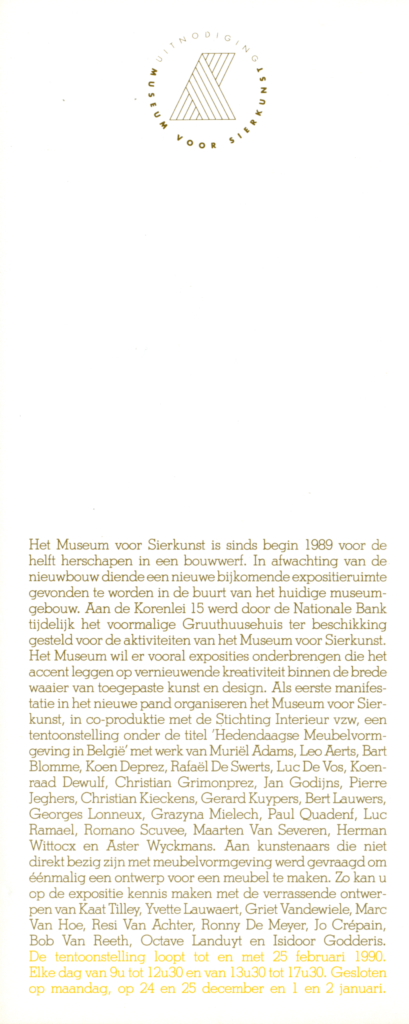 UITNODIGING
MUSEUM VOOR SIERKUNST
Het Museum voor Sierkunst is sinds begin 1989 voor de
helft herschapen in een bouwwerf. In afwachting van de
nieuwbouw diende een nieuwe bijkomende expositieruimte
gevonden te worden in de buurt van het huidige museum-
gebouw. Aan de Korenlei 15 werd door de Nationale Bank
tijdelijk het voormalige Gruuthuusehuis ter beschikking
gesteld voor de aktiviteiten van het Museum voor Sierkunst.
Het Museum wil er vooral exposities onderbrengen die het
accent leggen op vernieuwende kreativiteit binnen de brede
waaier van toegepaste kunst en design. Als eerste manifes-
tatie in het nieuwe pand organiseren het Museum voor Sier-
kunst, in co-produktie met de Stichting Interieur vzw, een
tentoonstelling onder de titel 'Hedendaagse Meubelvorm-
geving in België' met werk van Muriël Adams, Leo Aerts, Bart
Blomme, Koen Deprez, Rafaël De Swerts, Luc De Vos, Koen-
raad Dewulf, Christian Grimonprez, Jan Godijns, Pierre
Jeghers, Christian Kieckens, Gerard Kuypers, Bert Lauwers,
Georges Lonneux, Grazyna Mielech, Paul Quadenf, Luc
Ramael, Romano Scuvee, Maarten Van Severen, Herman
Wittocx en Aster Wyckmans. Aan kunstenaars die niet
direkt bezig zijn met meubelvormgeving werd gevraagd om
éénmalig een ontwerp voor een meubel te maken. Zo kan u
op de expositie kennis maken met de verrassende ontwer-
pen van Kaat Tilley, Yvette Lauwaert, Griet Vandewiele, Marc
Van Hoe, Resi Van Achter, Ronny De Meyer, Jo Crépain,
Bob Van Reeth, Octave Landuyt en Isidoor Godderis.
De tentoonstelling loopt tot en met 25 februari 1990.
Elke dag van 9u tot 12u30 en van 13u30 tot 17u30. Gesloten
op maandag, op 24 en 25 december en 1 en 2 januari.